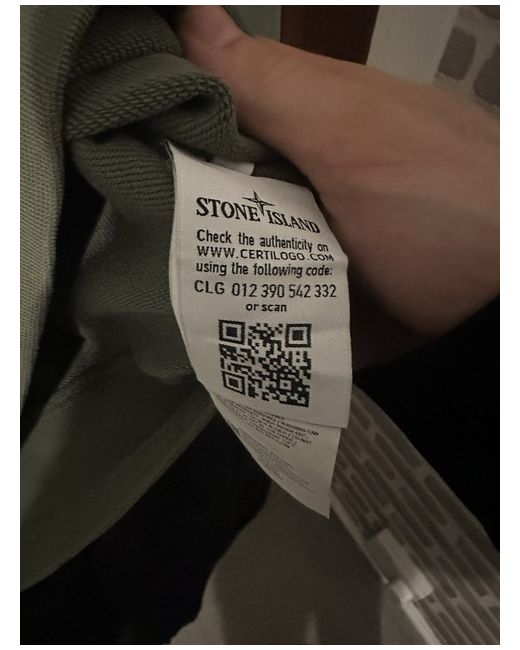 STONE ISLAND
Check the authenticity on
WWW.CERTILOGO.COM
using the following code:
CLG 012 390 542 332
or scan